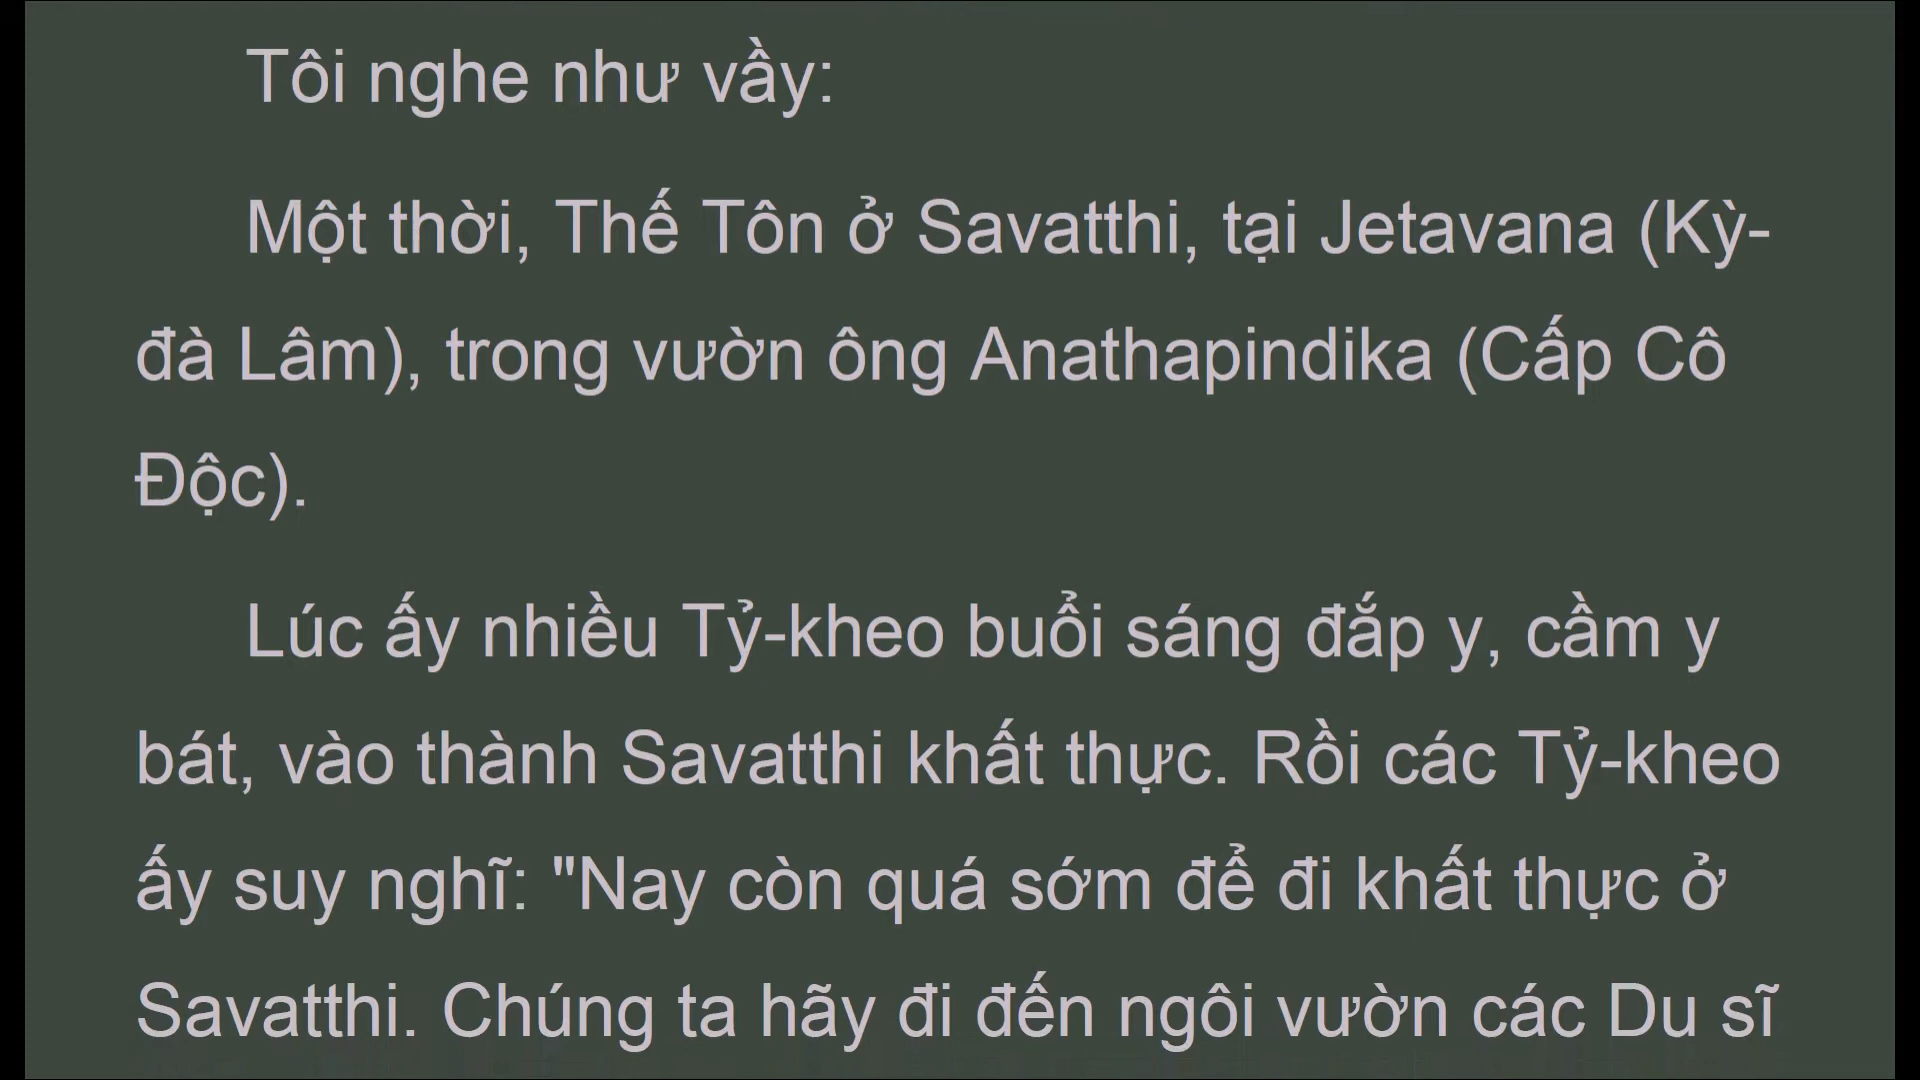 Tôi nghe như vầy:
Một thời, Thế Tôn ở Savatthi, tại Jetavana (Kỳ-
đà Lâm), trong vườn ông Anathapindika (Cấp Cô
Độc).
Lúc ấy nhiều Tỷ-kheo buổi sáng đắp y, cầm y
bát, vào thành Savatthi khất thực. Rồi các Tỷ-kheo
ấy suy nghĩ: "Nay còn quá sớm để đi khất thực ở
Savatthi. Chúng ta hãy đi đến ngôi vườn các Du sĩ